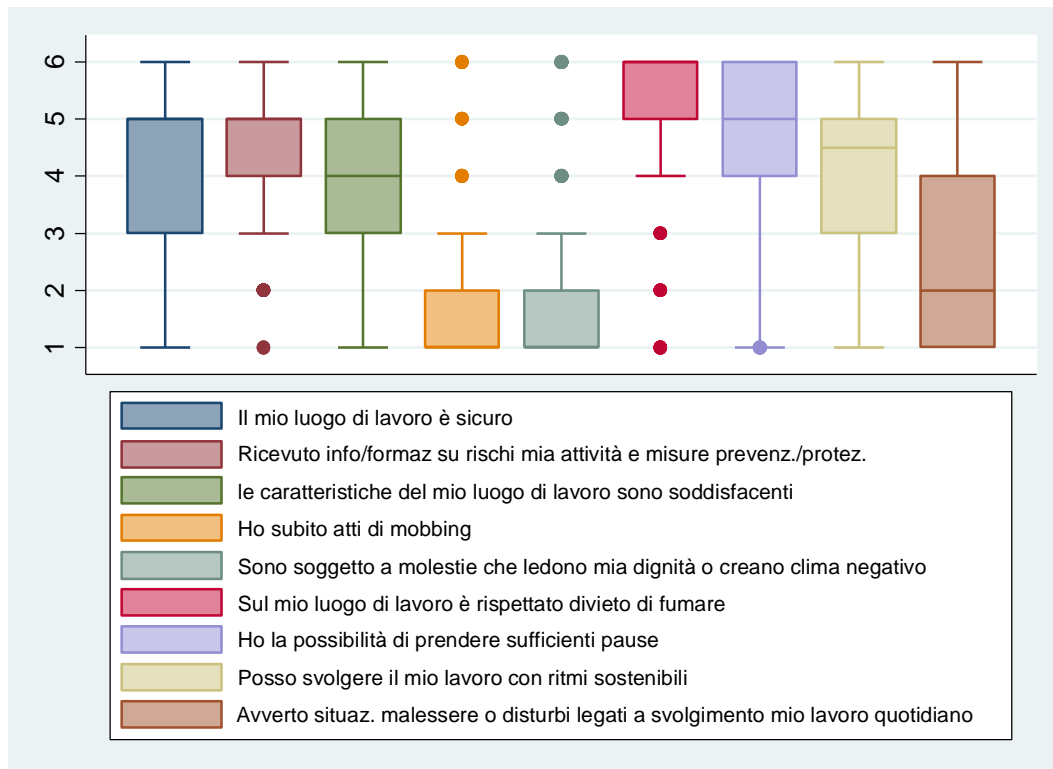 6
5
4
3
2
1
Il mio luogo di lavoro è sicuro
Ricevuto info/formaz su rischi mia attività e misure prevenz./protez.
le caratteristiche del mio luogo di lavoro sono soddisfacenti
Ho subito atti di mobbing
Sono soggetto a molestie che ledono mia dignità o creano clima negativo
Sul mio luogo di lavoro è rispettato divieto di fumare
Ho la possibilità di prendere sufficienti pause
Posso svolgere il mio lavoro con ritmi sostenibili
Avverto situaz. malessere o disturbi legati a svolgimento mio lavoro quotidiano